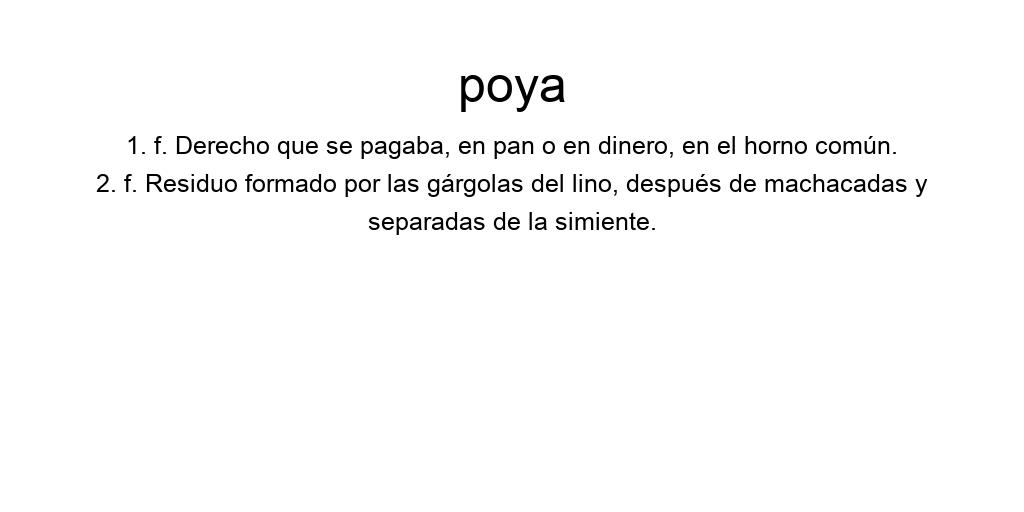 poya
1. f. Derecho que se pagaba, en pan o en dinero, en el horno común.
2. f. Residuo formado por las gárgolas del lino, después de machacadas y
separadas de la simiente.